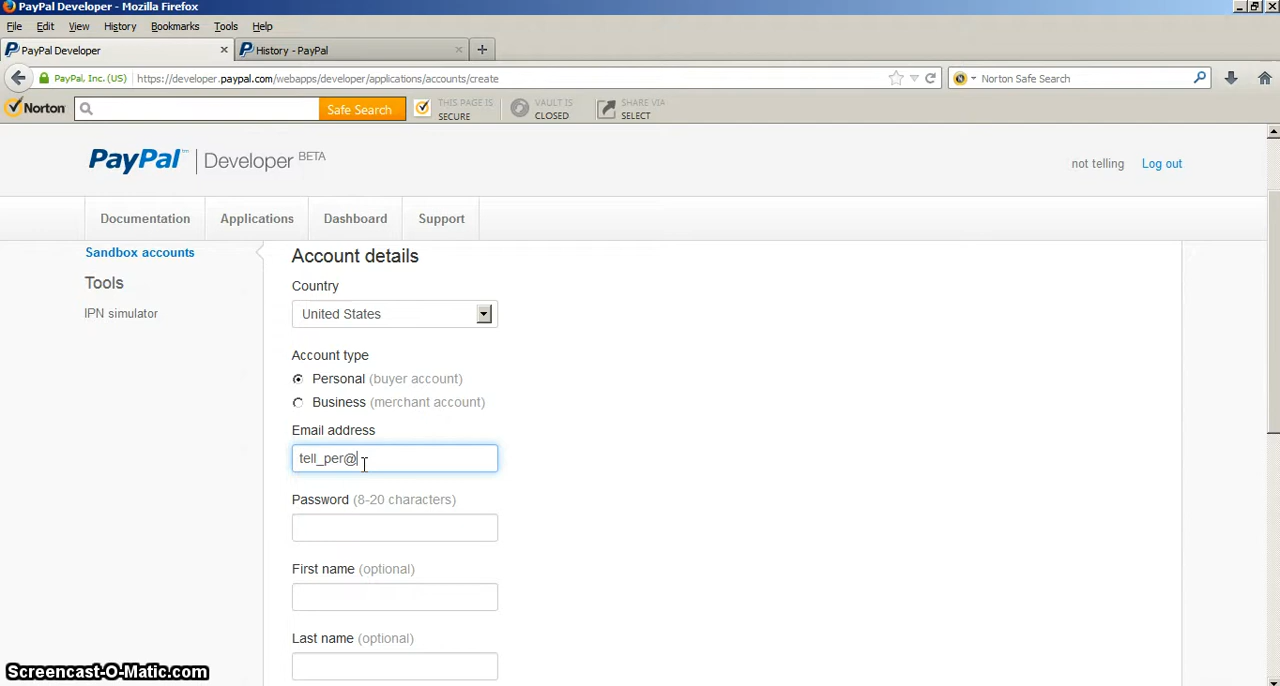 PayPal Developer - Mozilla Firefox
File Edit View History Bookmarks Tools Help
PayPal Developer × History - PayPal × +
PayPal, Inc. (US) https://developer.paypal.com/webapps/developer/applications/accounts/create Norton Safe Search
Norton Safe Search THIS PAGE IS SECURE VAULT IS CLOSED SHARE VIA SELECT
PayPal™ | Developer BETA not telling Log out
Documentation Applications Dashboard Support
Sandbox accounts
Tools
IPN simulator
Account details
Country
United States
Account type
Personal (buyer account)
Business (merchant account)
Email address
tell_per@
Password (8-20 characters)
First name (optional)
Last name (optional)
Screencast-O-Matic.com